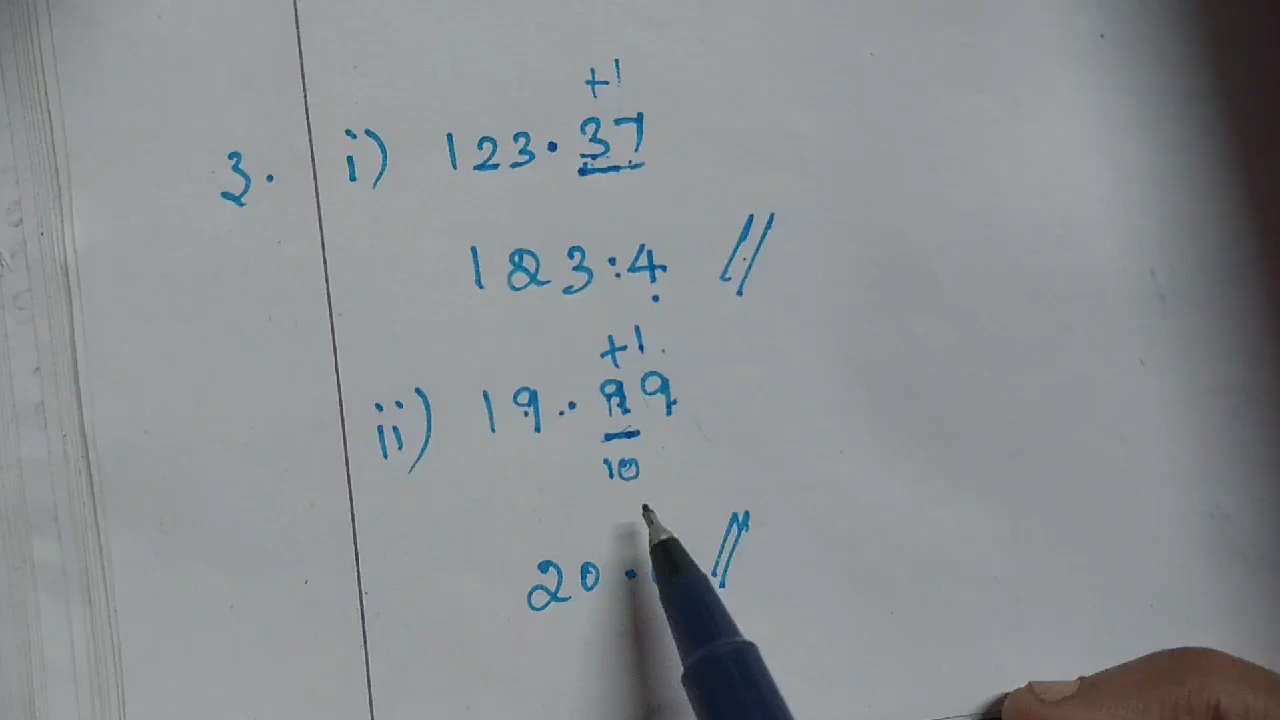 +1
3. i) 123.37
123.4 //
+1
ii) 19.99
10
20. //